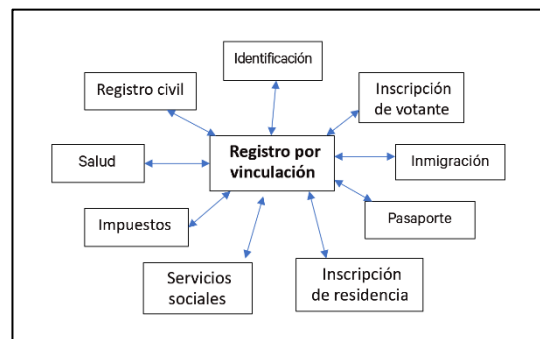 Identificación
Registro civil
Inscripción
de votante
Registro por
vinculación
Salud
Inmigración
Impuestos
Pasaporte
Servicios
sociales
Inscripción
de residencia